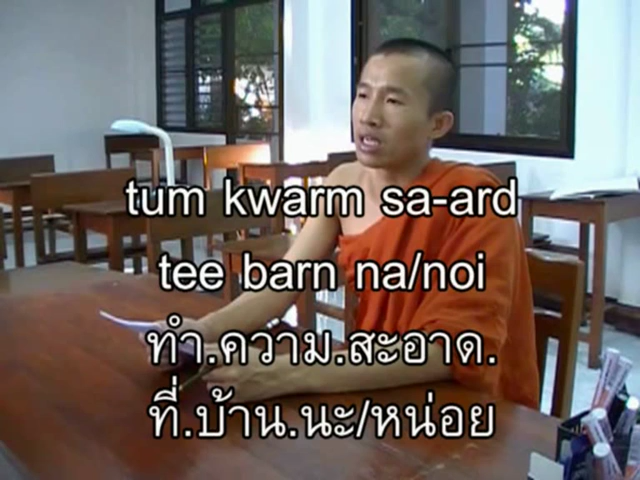 tum kwarm sa-ard
tee barn na/noi
ทำ.ความ.สะอาด.
ที่.บ้าน.นะ/หน่อย